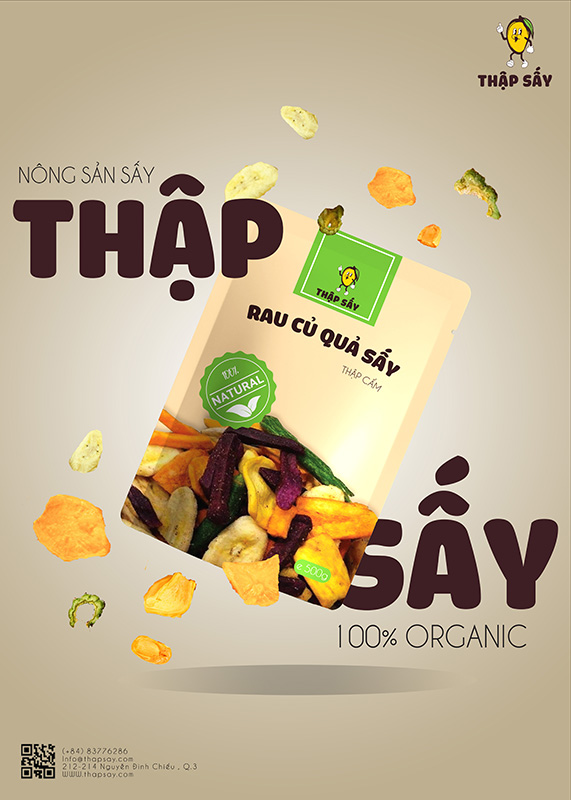 THẬP SẤY
NÔNG SẢN SẤY
THẬP
THẬP SẤY
RAU CỦ QUẢ SẤY
THẬP CẨM
100%
NATURAL
e 500g
SẤY
100% ORGANIC
(+84) 83776286
Info@thapsay.com
212-214 Nguyễn Đình Chiểu , Q.3
WWW.thapsay.com